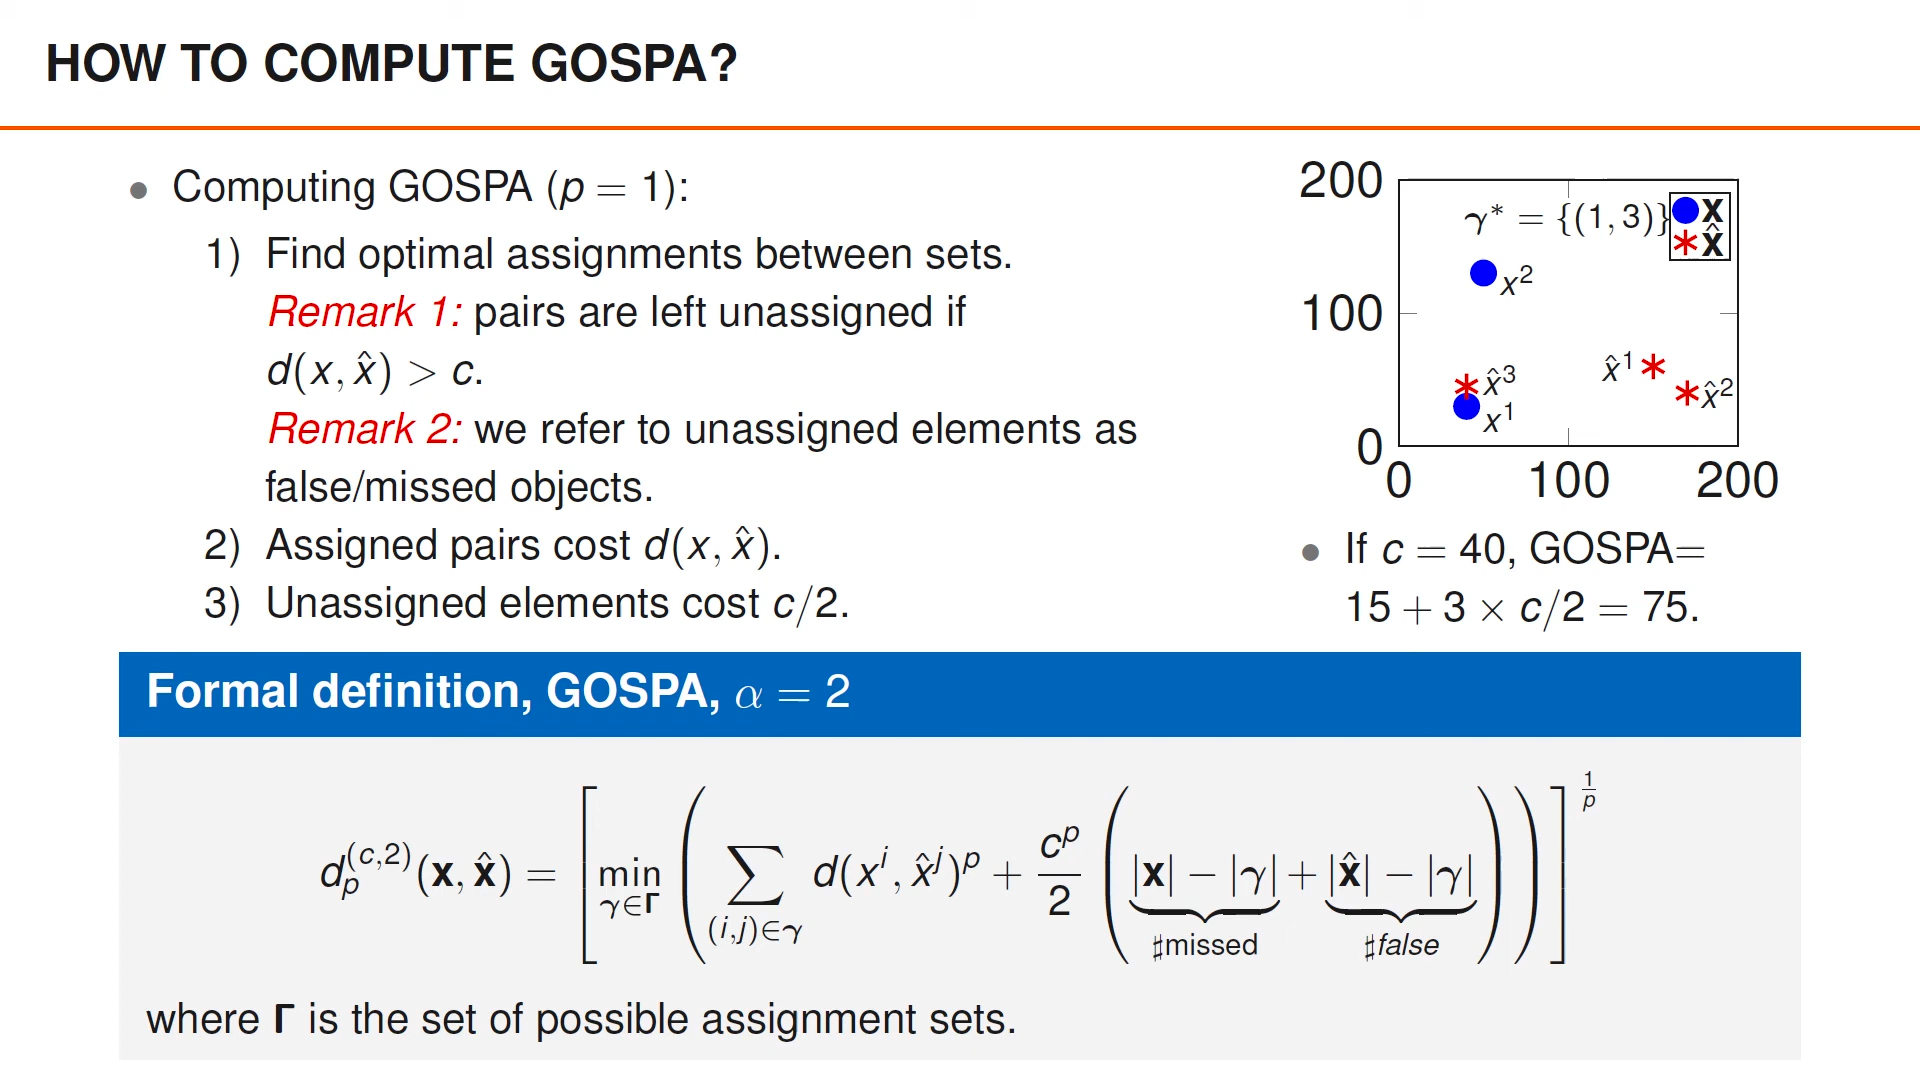 HOW TO COMPUTE GOSPA?
• Computing GOSPA (p = 1):
1) Find optimal assignments between sets.
Remark 1: pairs are left unassigned if
d(x, x̂) > c.
Remark 2: we refer to unassigned elements as
false/missed objects.
2) Assigned pairs cost d(x, x̂).
3) Unassigned elements cost c/2.
200
100
0
0 100 200
γ* = {(1, 3)}
x
x̂
x²
x̂¹
x̂²
x̂³
x¹
• If c = 40, GOSPA=
15 + 3 × c/2 = 75.
Formal definition, GOSPA, α = 2
d_p^{(c,2)}(x, x̂) = [ min_{γ∈Γ} ( ∑_{(i,j)∈γ} d(x^i, x̂^j)^p + c^p/2 ( |x| − |γ| + |x̂| − |γ| ) ) ]^{1/p}
♯missed ♯false
where Γ is the set of possible assignment sets.